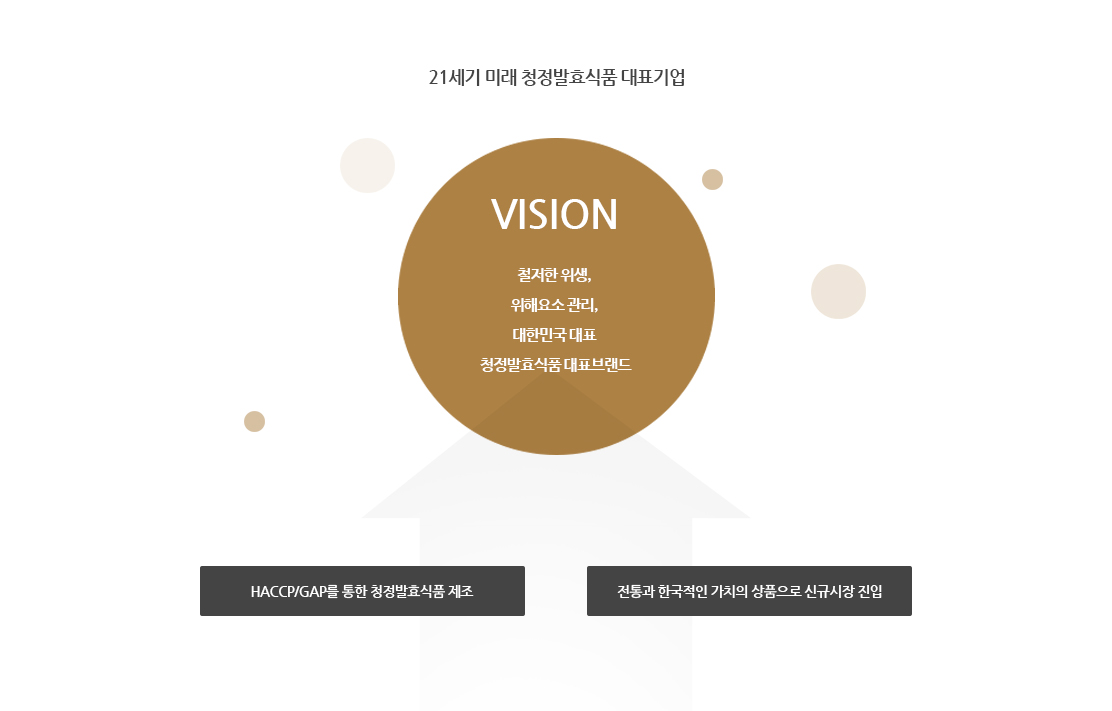 21세기 미래 청정발효식품 대표기업
VISION
철저한 위생,
위해요소 관리,
대한민국 대표
청정발효식품 대표브랜드
HACCP/GAP를 통한 청정발효식품 제조
전통과 한국적인 가치의 상품으로 신규시장 진입